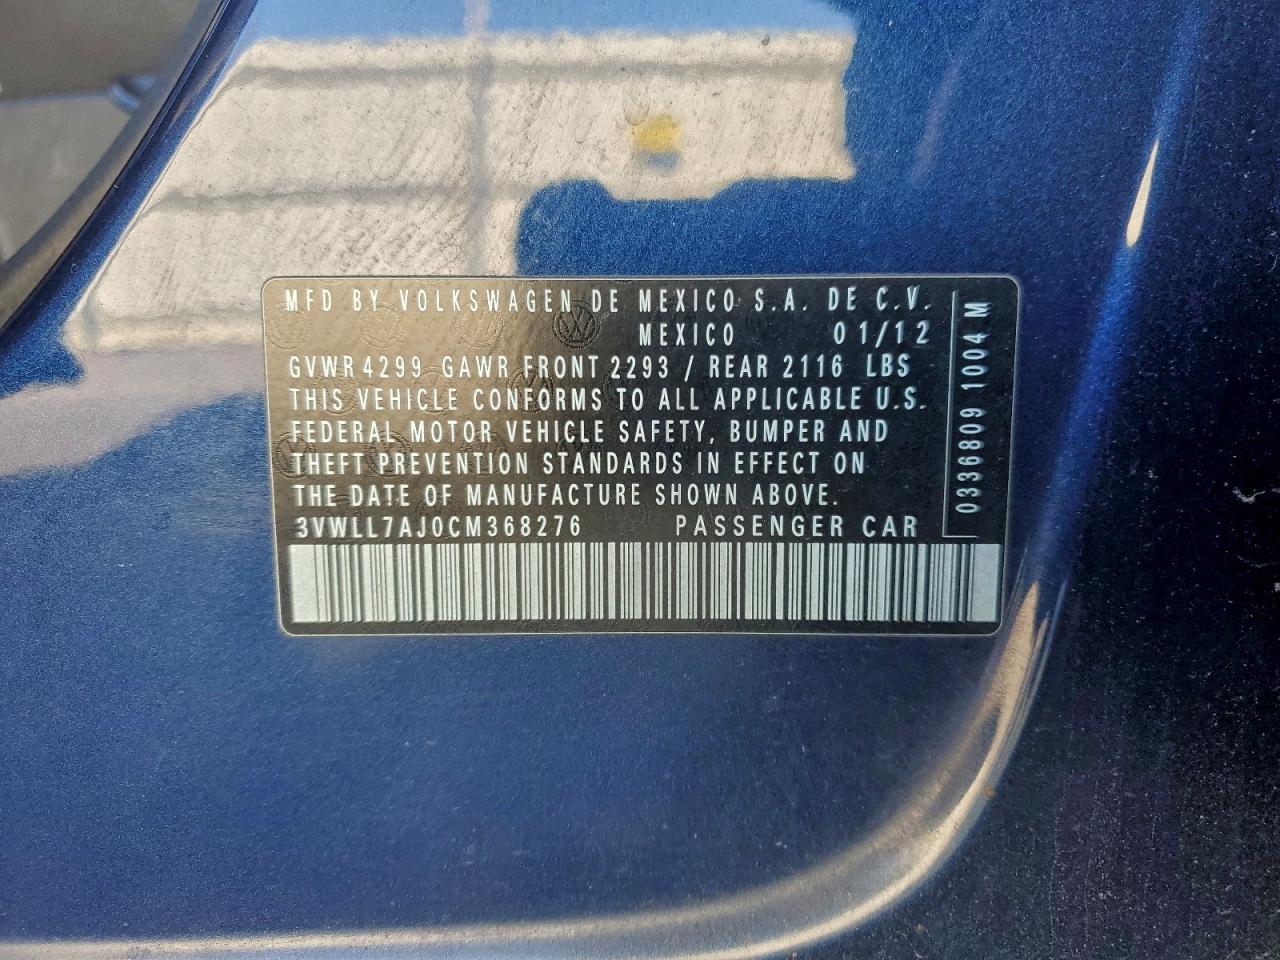 MFD BY VOLKSWAGEN DE MEXICO S.A. DE C.V.
MEXICO 01/12
GVWR 4299 GAWR FRONT 2293 / REAR 2116 LBS
THIS VEHICLE CONFORMS TO ALL APPLICABLE U.S.
FEDERAL MOTOR VEHICLE SAFETY, BUMPER AND
THEFT PREVENTION STANDARDS IN EFFECT ON
THE DATE OF MANUFACTURE SHOWN ABOVE.
3VWLL7AJ0CM368276 PASSENGER CAR
0336809 1004 M